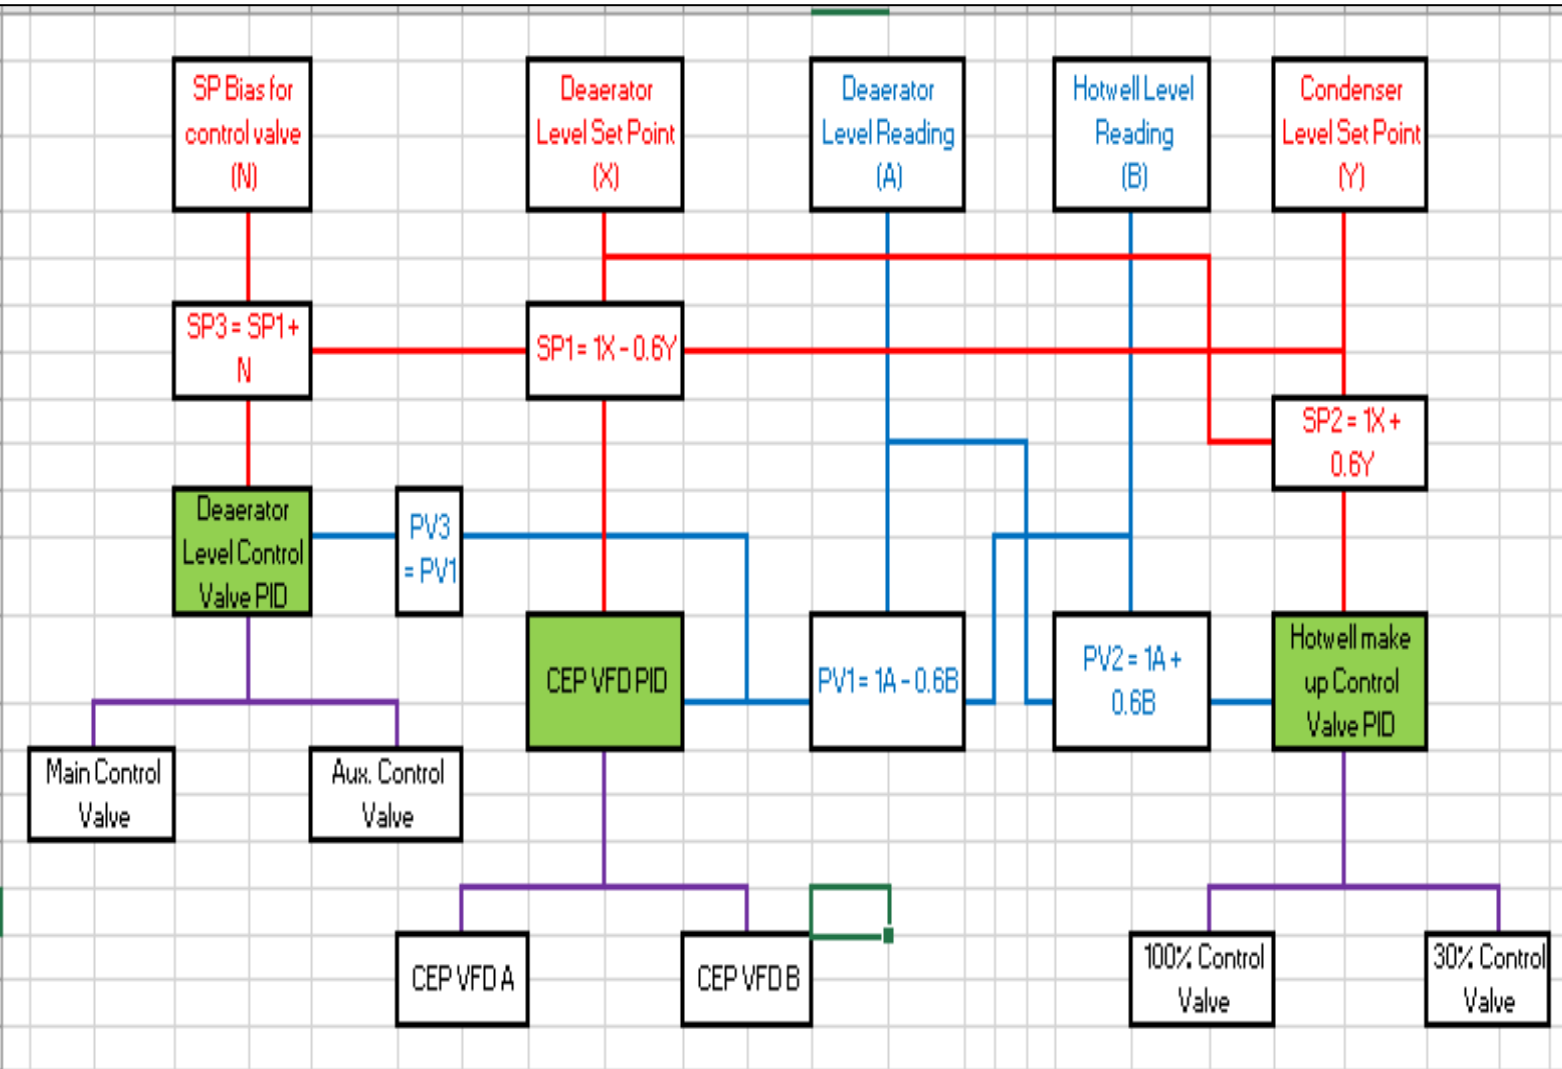 SP Bias for
control valve
(N)
Deaerator
Level Set Point
(X)
Deaerator
Level Reading
(A)
Hotwell Level
Reading
(B)
Condenser
Level Set Point
(Y)
SP3 = SP1 +
N
SP1 = 1X - 0.6Y
SP2 = 1X +
0.6Y
Deaerator
Level Control
Valve PID
PV3
= PV1
CEP VFD PID
PV1 = 1A - 0.6B
PV2 = 1A +
0.6B
Hotwell make
up Control
Valve PID
Main Control
Valve
Aux. Control
Valve
CEP VFD A
CEP VFD B
100% Control
Valve
30% Control
Valve